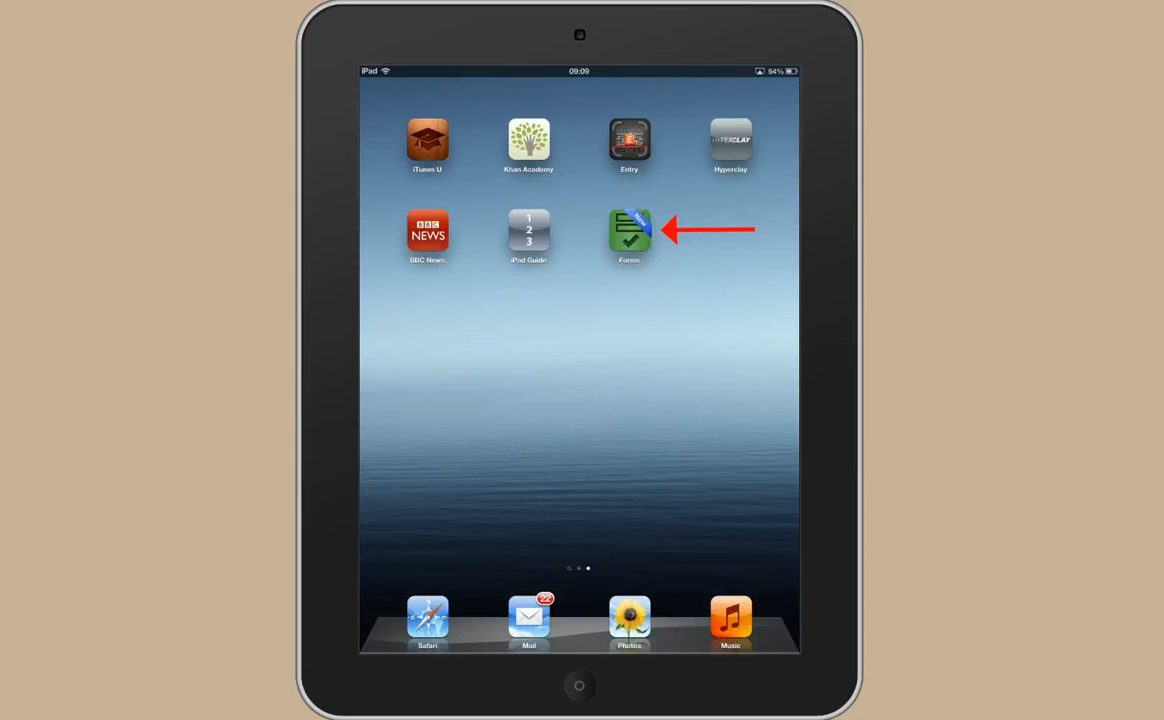 iPad 09:09 54%
iTunes U Khan Academy Entry Hyperclay
HYPERCLAY
E
BBC
NEWS
1
2
3
New
BBC News iPad Guide Forms
22
Safari Mail Photos Music